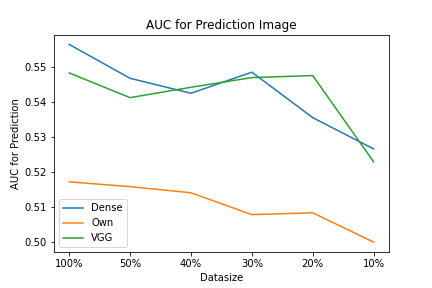 AUC for Prediction Image
AUC for Prediction
0.55
0.54
0.53
0.52
0.51
0.50
Dense
Own
VGG
100% 50% 40% 30% 20% 10%
Datasize